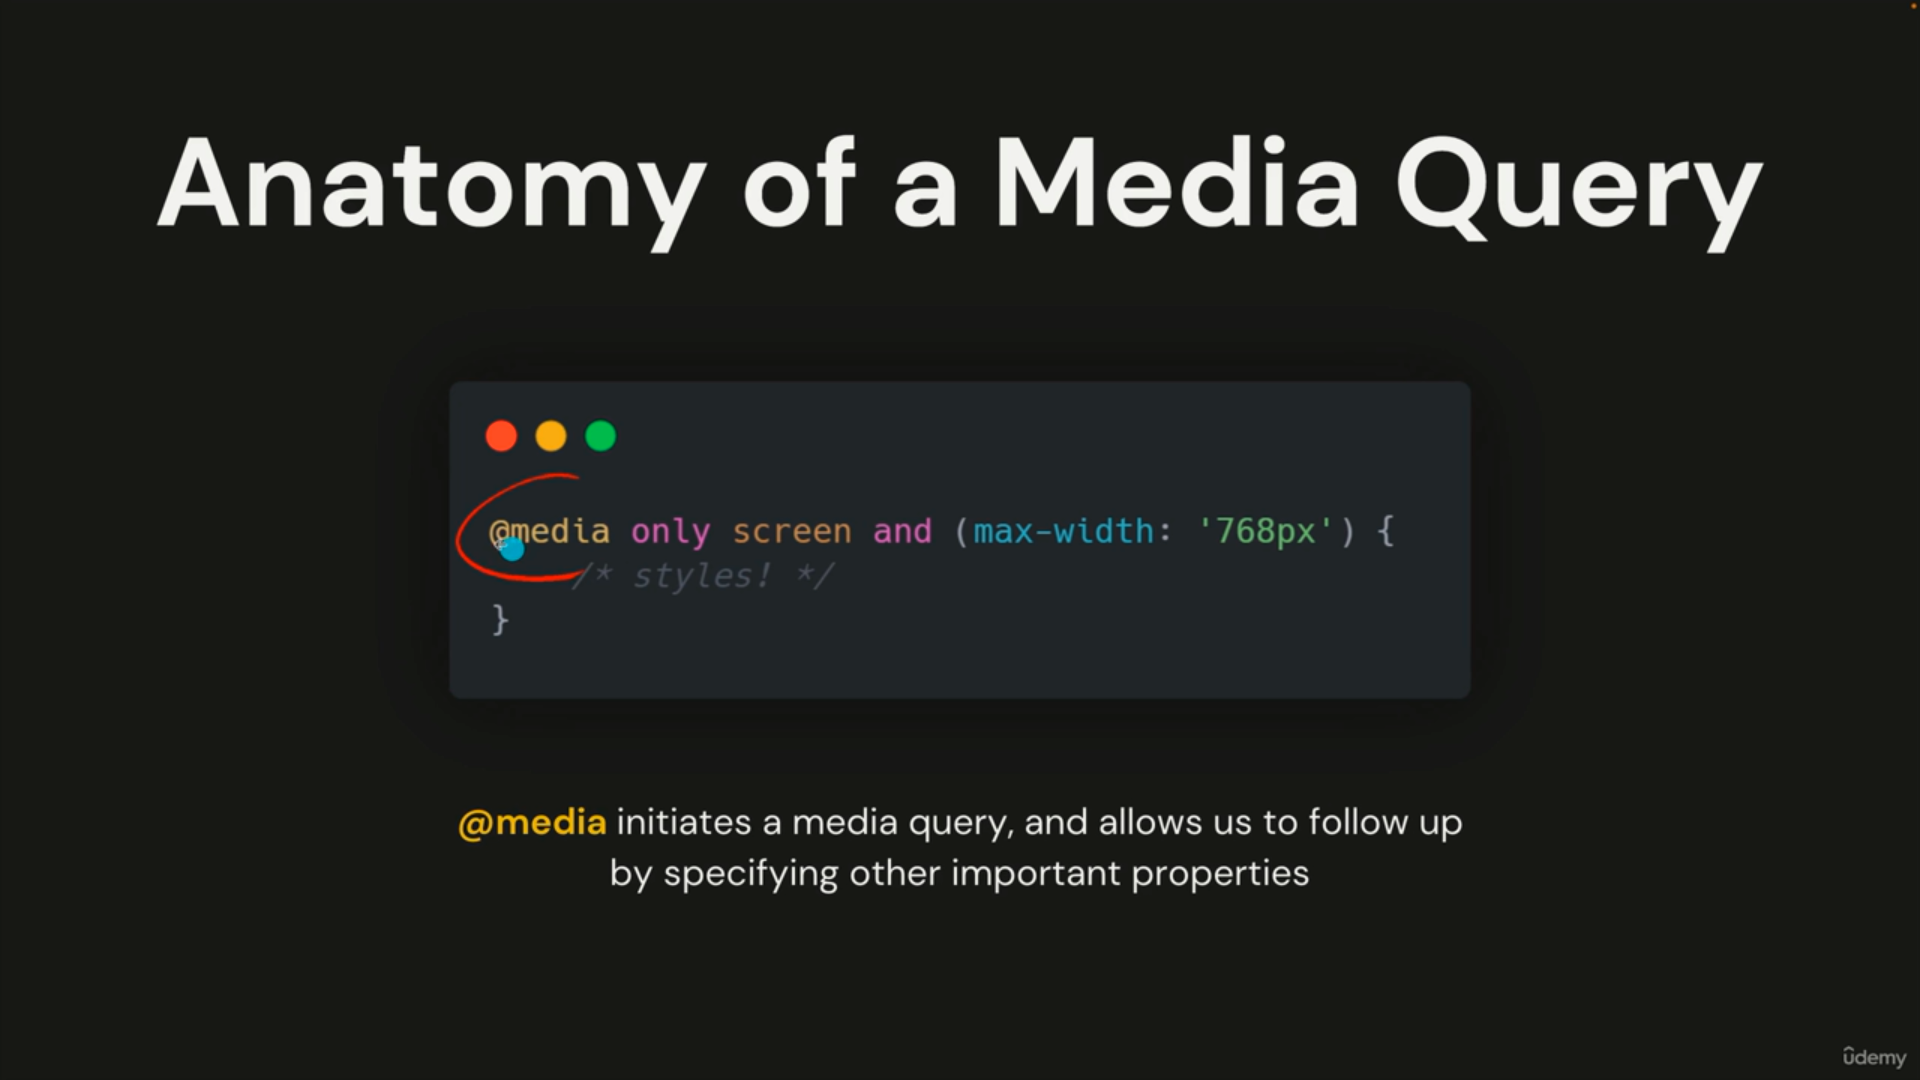 Anatomy of a Media Query
@media only screen and (max-width: '768px') {
/* styles! */
}
@media initiates a media query, and allows us to follow up
by specifying other important properties
ûdemy